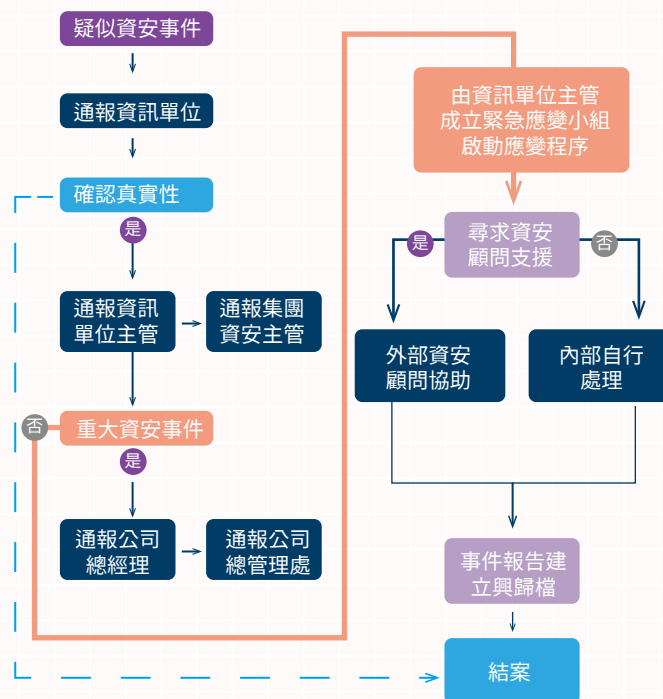 疑似資安事件
通報資訊單位
確認真實性
是
通報資訊
單位主管
通報集團
資安主管
否
重大資安事件
是
通報公司
總經理
通報公司
總管理處
由資訊單位主管
成立緊急應變小組
啟動應變程序
尋求資安
顧問支援
是
否
外部資安
顧問協助
內部自行
處理
事件報告建
立興歸檔
結案